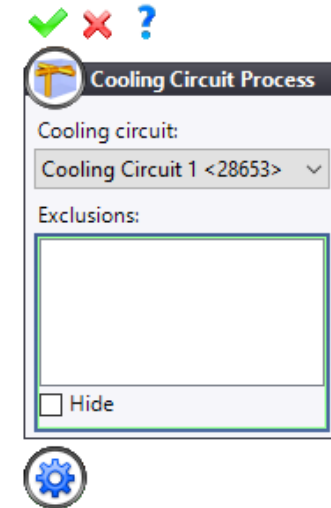 ?
Cooling Circuit Process
Cooling circuit:
Cooling Circuit 1 <28653>
Exclusions:
Hide